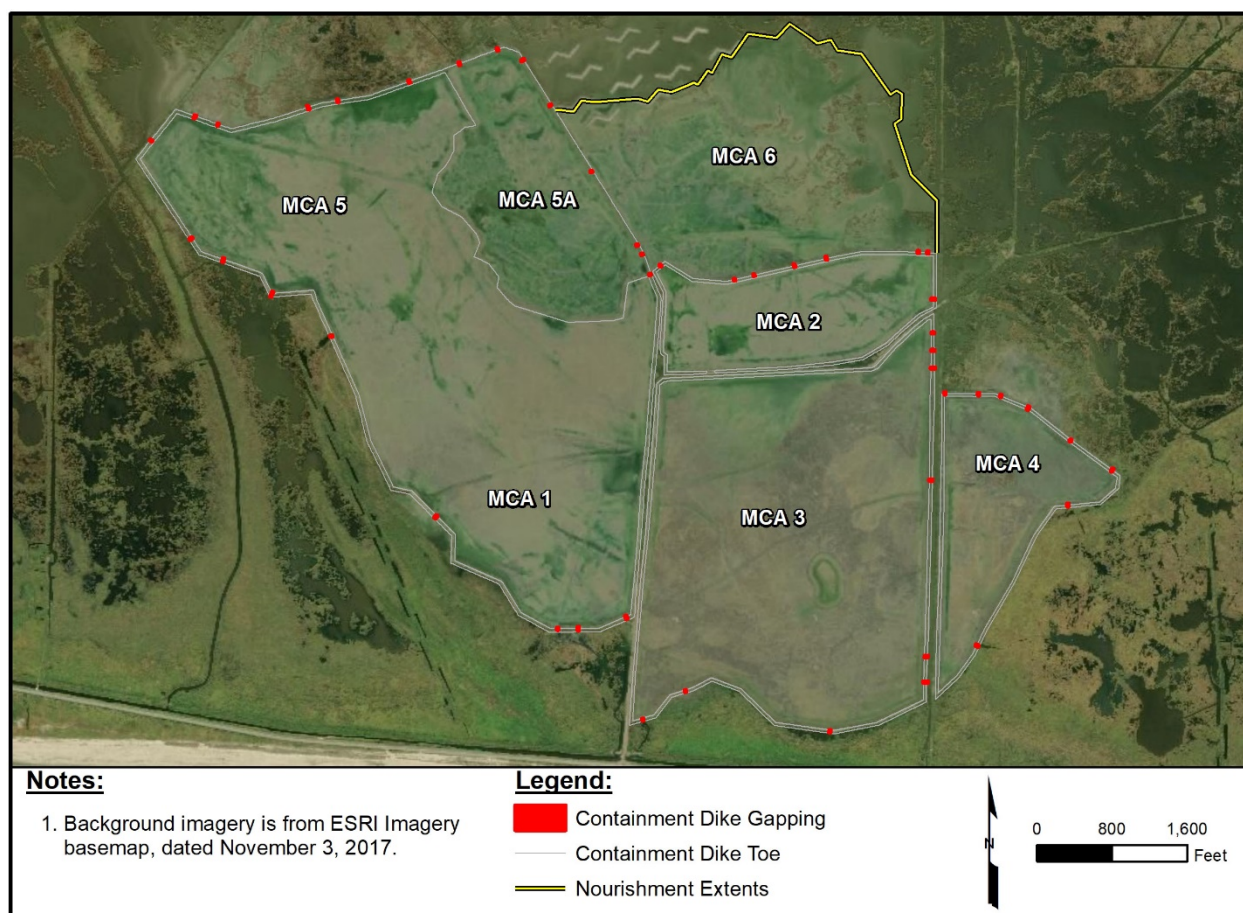 MCA 6
MCA 5
MCA 5A
MCA 2
MCA 4
MCA 1
MCA 3
Notes:
1. Background imagery is from ESRI Imagery
basemap, dated November 3, 2017.
Legend:
Containment Dike Gapping
Containment Dike Toe
Nourishment Extents
N
0 800 1,600
Feet